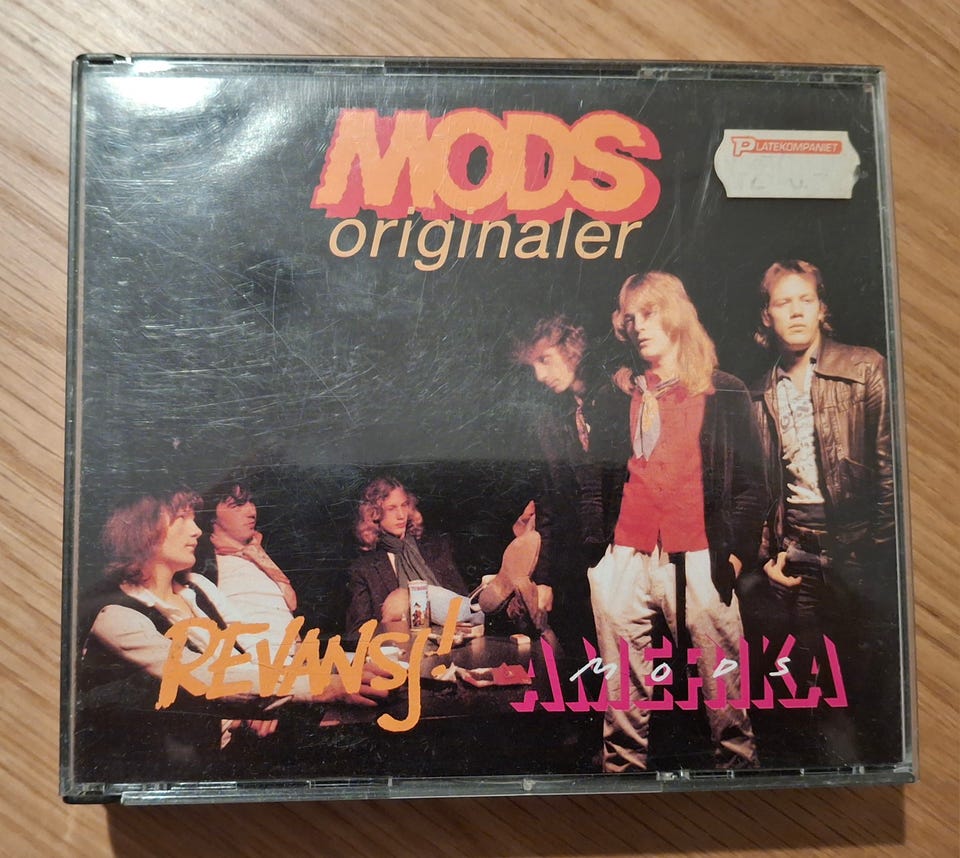 MODS
originaler
PLATEKOMPANIET
REVANSJ!
AMERIKA
MODS